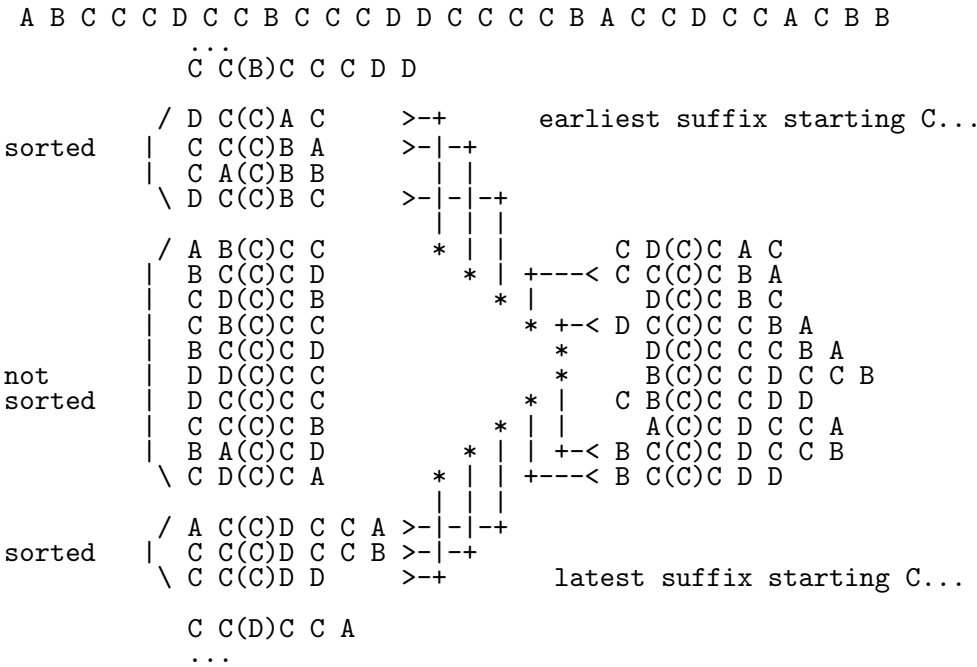 A B C C C D C C B C C C D D C C C C B A C C D C C A C B B
...
C C(B)C C C D D
/ D C(C)A C >-+ earliest suffix starting C...
sorted | C C(C)B A >-|-+
| C A(C)B B | |
\ D C(C)B C >-|-|-+
| | |
/ A B(C)C C * | | C D(C)C A C
| B C(C)C D * | +---< C C(C)C B A
| C D(C)C B * | D(C)C B C
| C B(C)C C * +-< D C(C)C C B A
| B C(C)C D * D(C)C C C B A
not | D D(C)C C * B(C)C C D C C B
sorted | D C(C)C C * | C B(C)C C D D
| C C(C)C B * | | A(C)C D C C A
| B A(C)C D * | | +-< B C(C)C D C C B
\ C D(C)C A * | | +---< B C(C)C D D
| | |
/ A C(C)D C C A >-|-|-+
sorted | C C(C)D C C B >-|-+
\ C C(C)D D >-+ latest suffix starting C...
C C(D)C C A
...